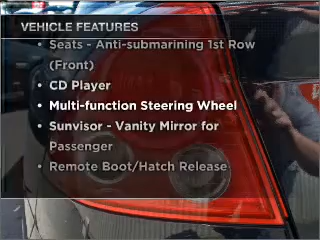 VEHICLE FEATURES
• Seats - Anti-submarining 1st Row
(Front)
• CD Player
• Multi-function Steering Wheel
• Sunvisor - Vanity Mirror for
Passenger
• Remote Boot/Hatch Release